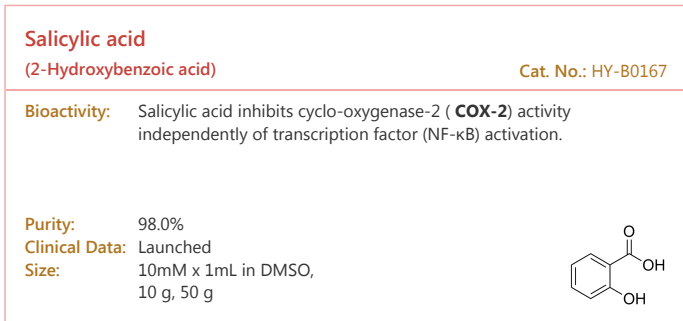 Salicylic acid
(2-Hydroxybenzoic acid) Cat. No.: HY-B0167
Bioactivity: Salicylic acid inhibits cyclo-oxygenase-2 ( COX-2) activity
independently of transcription factor (NF-κB) activation.
Purity: 98.0%
Clinical Data: Launched
Size: 10mM x 1mL in DMSO,
10 g, 50 g
O
OH
OH